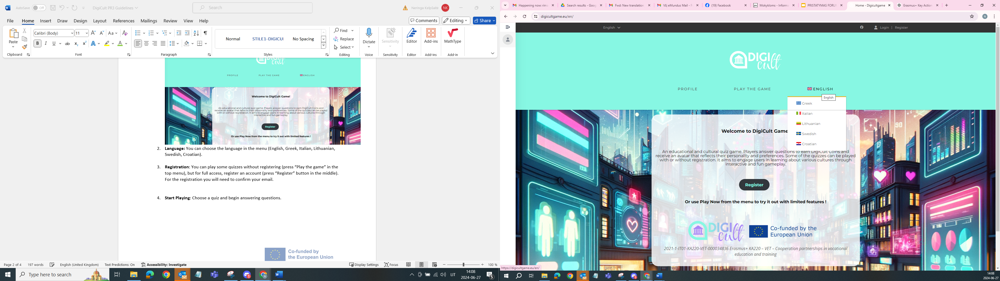 AutoSave Off
DigiCult PR3 Guidelines
Search
Neringa Kelpšaitė NK
File Home Insert Draw Design Layout References Mailings Review View Help
Comments Editing Share
Paste
Clipboard
Calibri (Body) 11
Font
Paragraph
Normal STILE1-DIGICUI No Spacing
Styles
Find
Replace
Select
Editing
Dictate
Voice
Sensitivity
Sensitivity
Editor
Editor
Add-ins
Add-ins
MathType
Add-in
DIGI cult
PROFILE PLAY THE GAME ENGLISH
Welcome to DigiCult Game!
An educational and cultural quiz game. Players answer questions to earn DigiCult Coins and
receive an avatar that reflects their personality and preferences. Some of the quizzes can be played
with or without registration. It aims to engage users in learning about various cultures through
interactive and fun gameplay.
Register
Or use Play Now from the menu to try it out with limited features !
2. Language: You can choose the language in the menu (English, Greek, Italian, Lithuanian,
Swedish, Croatian).
3. Registration: You can play some quizzes without registering (press “Play the game” in the
top menu), but for full access, register an account (press “Register” button in the middle).
For the registration you will need to confirm your email.
4. Start Playing: Choose a quiz and begin answering questions.
Co-funded by
the European Union
Page 2 of 4 197 words English (United Kingdom) Text Predictions: On Accessibility: Investigate Display Settings Focus 100 %
Type here to search
LIT 14:08
2024-06-27
5
Happening now: rima
Search results - Goog
Fwd: New translation
VšĮ eMundus Mail - F
(19) Facebook
Mokykloms - Informa
PRISTATYMAS FORUM
Home - Digicultgame
Erasmus+ Key Action
digicultgame.eu/en/
N
English
Login | Register
DIGI cult
PROFILE PLAY THE GAME ENGLISH
English
Greek
Italian
Lithuanian
Swedish
Croatian
Welcome to DigiCult Game
An educational and cultural quiz game. Players answer questions to earn DigiCult Coins and
receive an avatar that reflects their personality and preferences. Some of the quizzes can be played
with or without registration. It aims to engage users in learning about various cultures through
interactive and fun gameplay.
Register
Or use Play Now from the menu to try it out with limited features !
DIGI cult
Co-funded by the
European Union
2021-1-IT01-KA220-VET-000034836 Erasmus+ KA220 – VET – Cooperation partnerships in vocational
education and training
90
https://digicultgame.eu/en/
14:08
2024-06-27